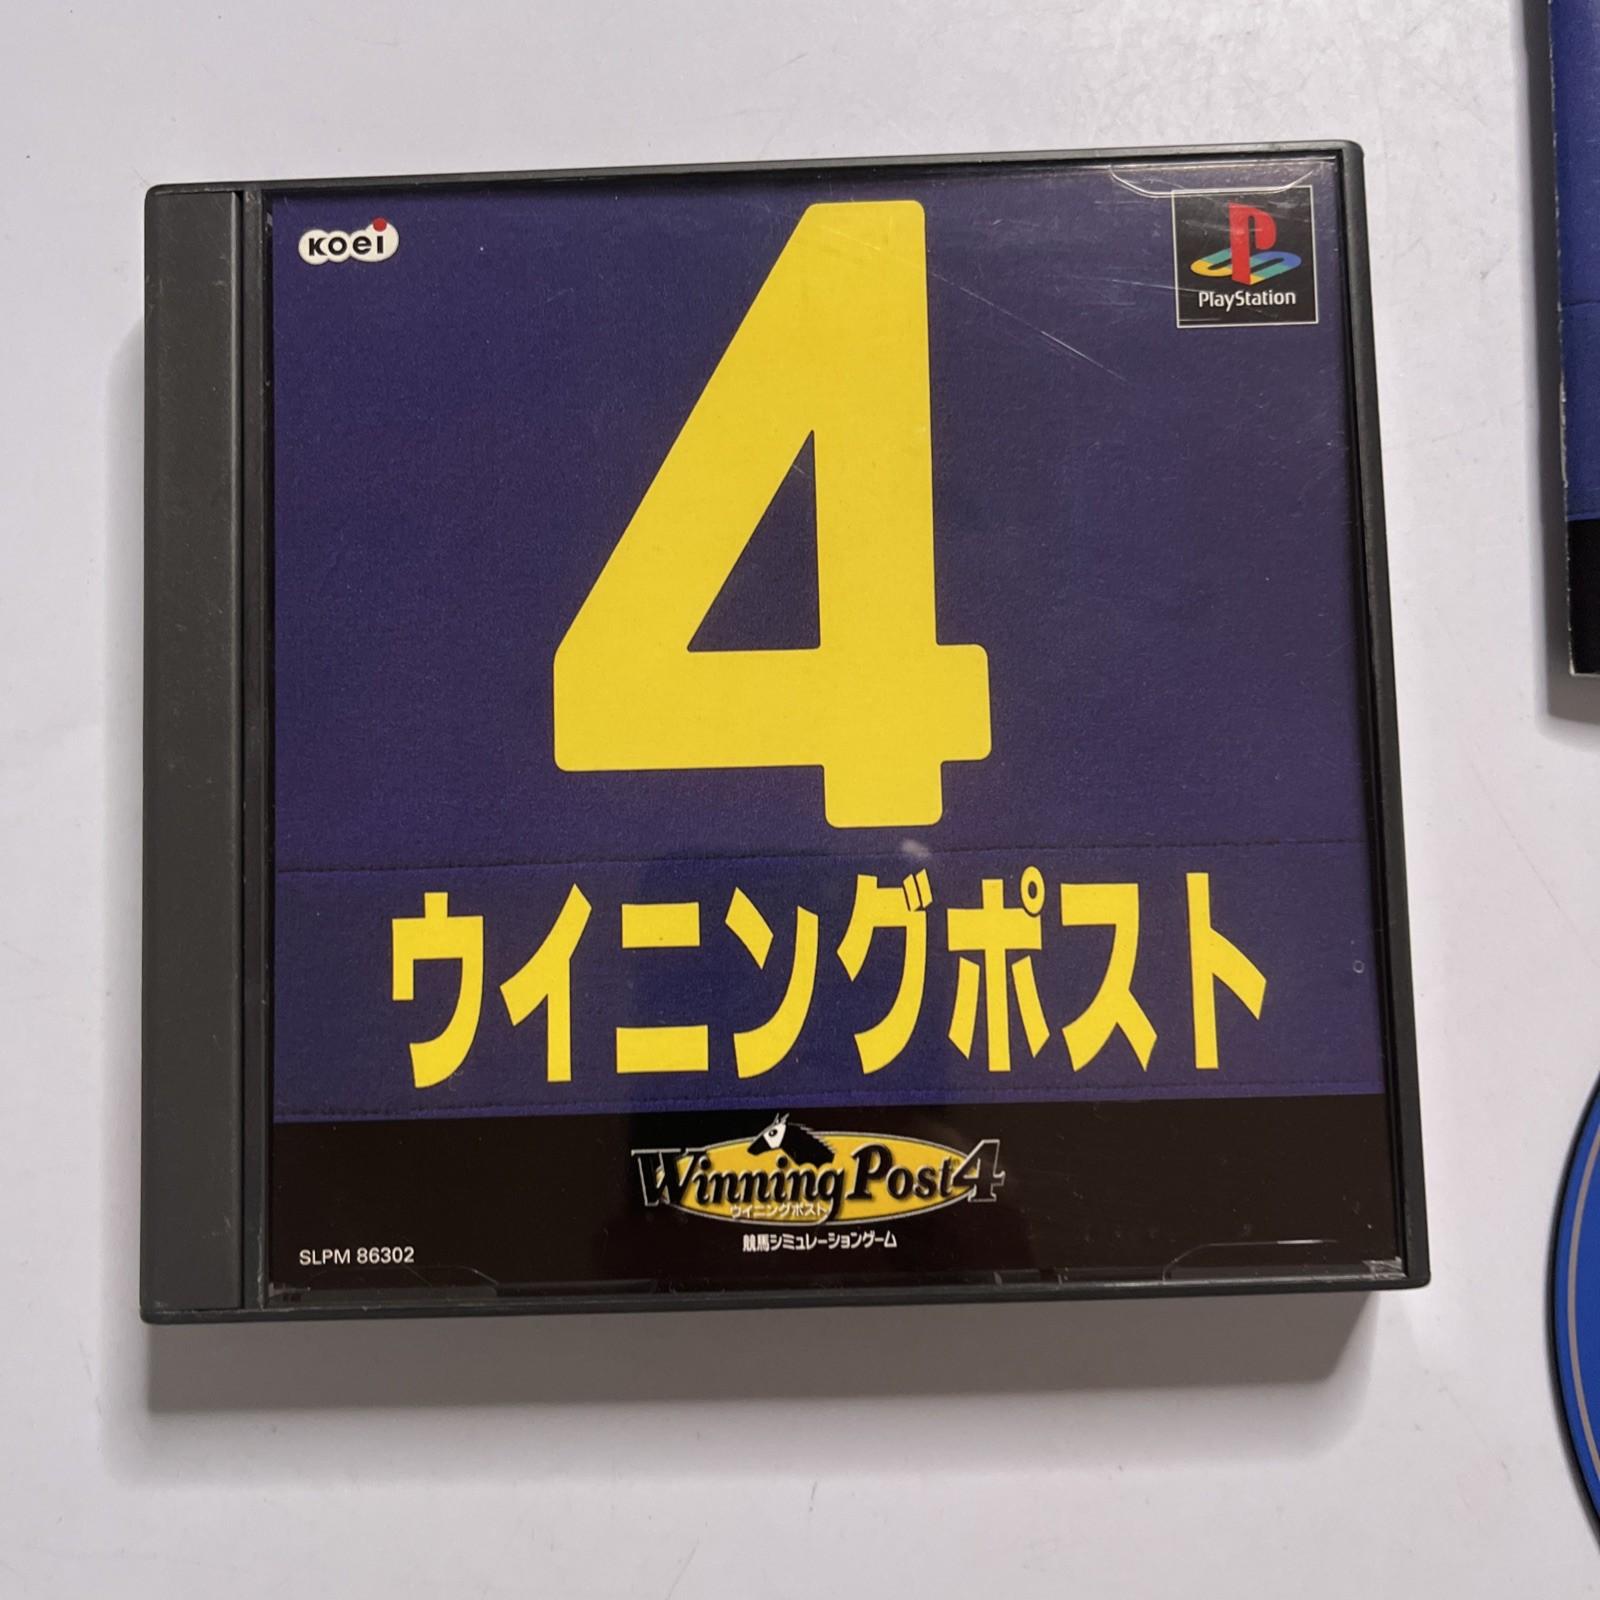 KOEI
PlayStation
4
ウイニングポスト
Winning Post 4
ウイニングポスト
競馬シミュレーションゲーム
SLPM 86302